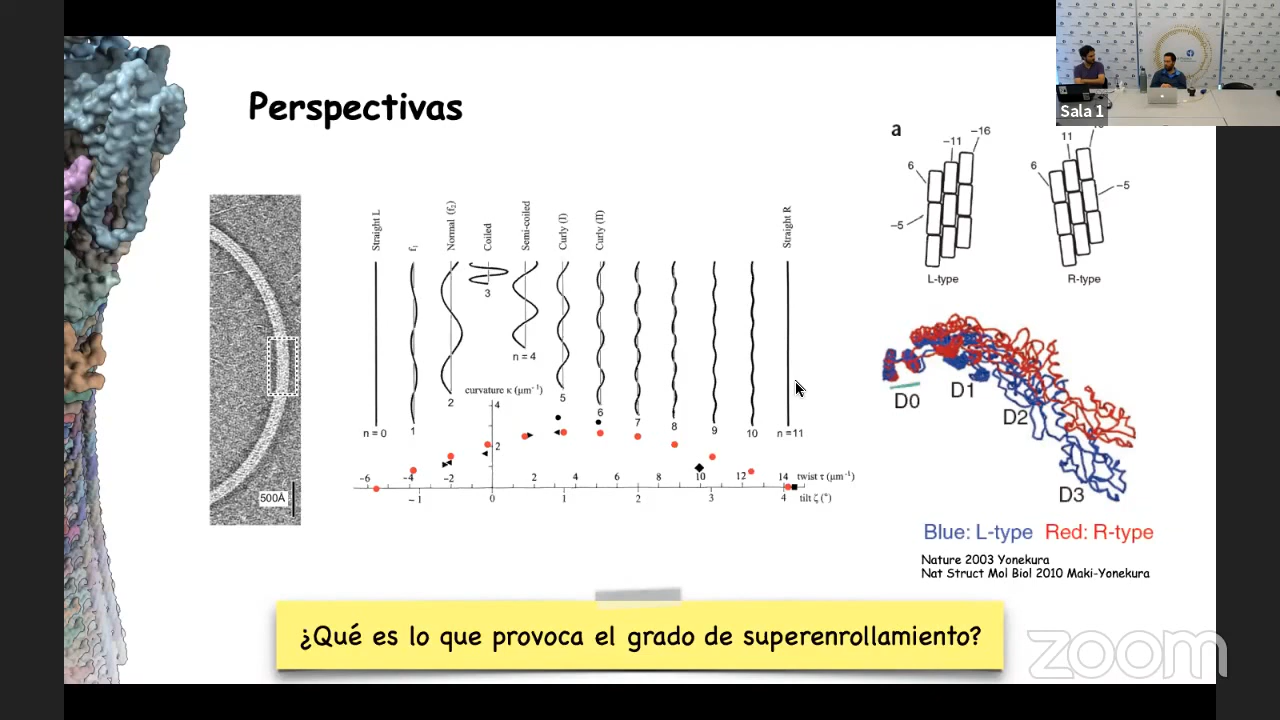 Perspectivas
Sala 1
500Å
Straight L
f1
Normal (f2)
Coiled
Semi-coiled
Curly (I)
Curly (II)
Straight R
n = 0
1
2
3
n = 4
5
6
7
8
9
10
n = 11
curvature κ (μm⁻¹)
4
2
-6 -4 -2 2 4 6 8 10 12 14 twist τ (μm⁻¹)
-1 0 1 2 3 4 tilt ζ (°)
a
-16
-11
6
-5
L-type
11
6
-5
R-type
D0
D1
D2
D3
Blue: L-type Red: R-type
Nature 2003 Yonekura
Nat Struct Mol Biol 2010 Maki-Yonekura
¿Qué es lo que provoca el grado de superenrollamiento?
zoom